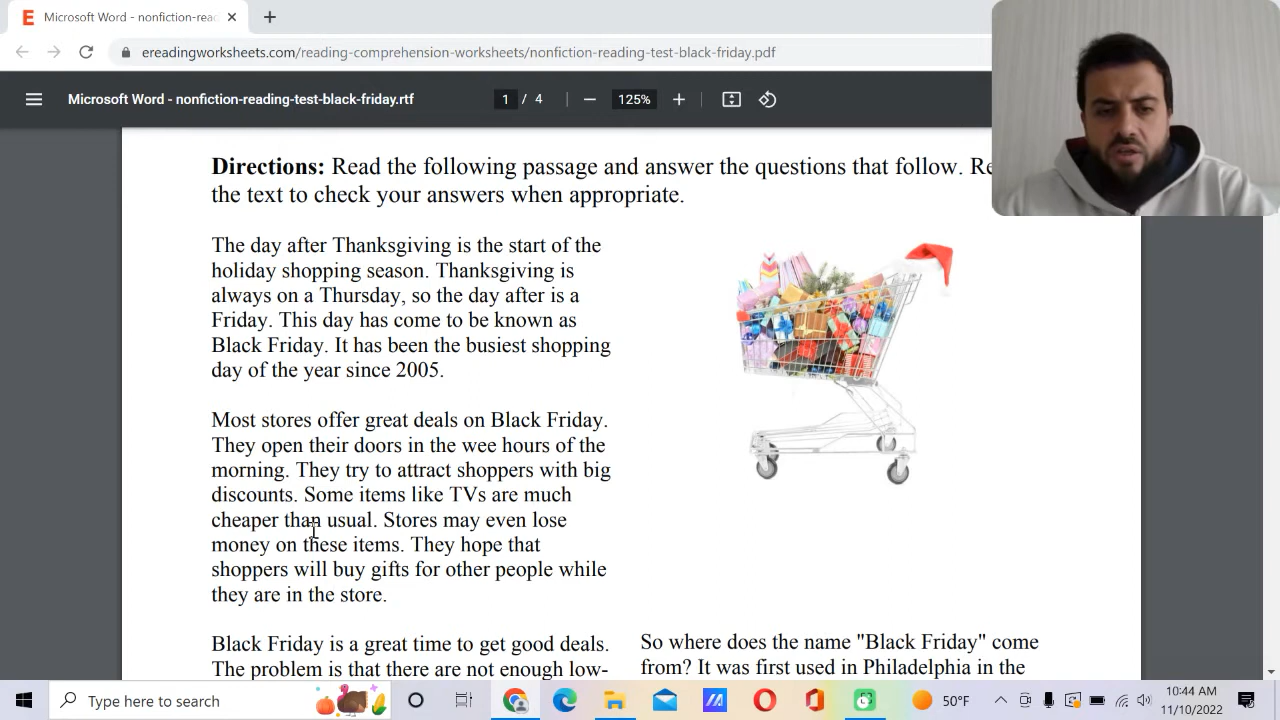 Microsoft Word - nonfiction-read
ereadingworksheets.com/reading-comprehension-worksheets/nonfiction-reading-test-black-friday.pdf
Microsoft Word - nonfiction-reading-test-black-friday.rtf
1 / 4
125%
Directions: Read the following passage and answer the questions that follow. Re
the text to check your answers when appropriate.
The day after Thanksgiving is the start of the
holiday shopping season. Thanksgiving is
always on a Thursday, so the day after is a
Friday. This day has come to be known as
Black Friday. It has been the busiest shopping
day of the year since 2005.
Most stores offer great deals on Black Friday.
They open their doors in the wee hours of the
morning. They try to attract shoppers with big
discounts. Some items like TVs are much
cheaper than usual. Stores may even lose
money on these items. They hope that
shoppers will buy gifts for other people while
they are in the store.
Black Friday is a great time to get good deals.
The problem is that there are not enough low-
So where does the name "Black Friday" come
from? It was first used in Philadelphia in the
Type here to search
50°F
10:44 AM
11/10/2022